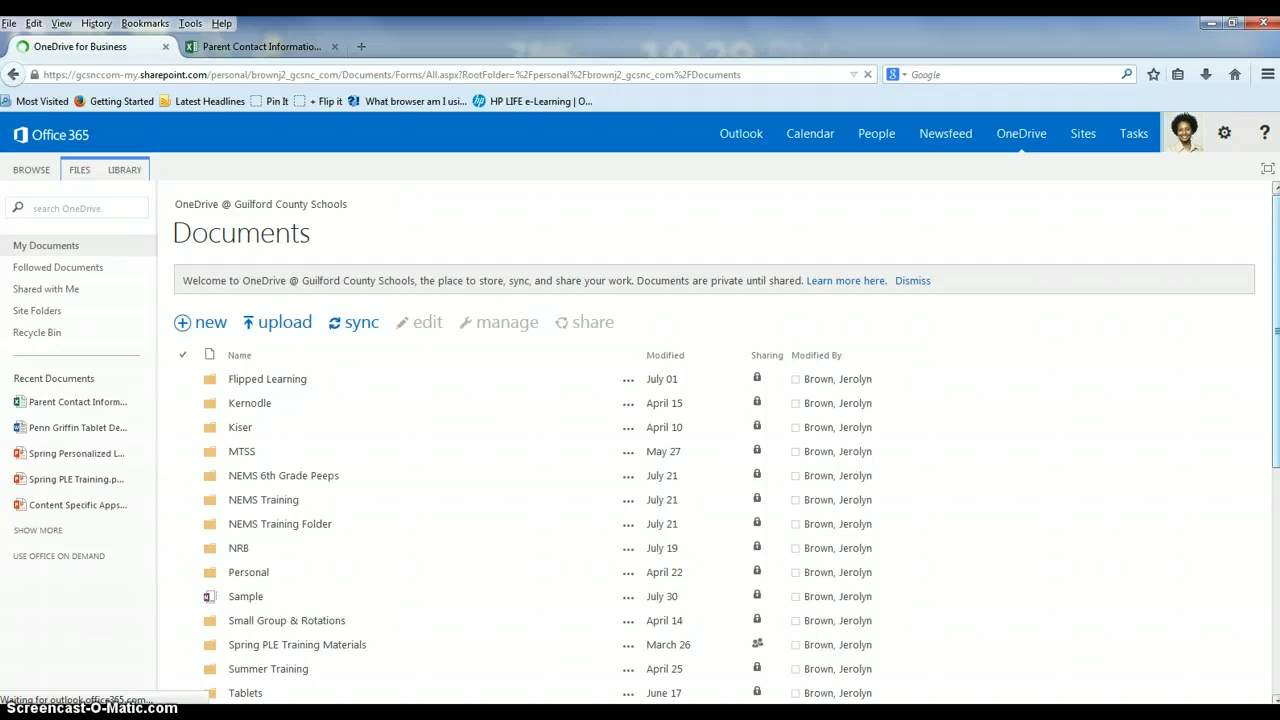 File Edit View History Bookmarks Tools Help
OneDrive for Business × Parent Contact Informatio... × +
https://gcsnccom-my.sharepoint.com/personal/brownj2_gcsnc_com/Documents/Forms/All.aspx?RootFolder=%2Fpersonal%2Fbrownj2_gcsnc_com%2FDocuments Google
Most Visited Getting Started Latest Headlines Pin It + Flip it What browser am I usi... HP LIFE e-Learning | O...
Office 365 Outlook Calendar People Newsfeed OneDrive Sites Tasks ?
BROWSE FILES LIBRARY
search OneDrive
My Documents
Followed Documents
Shared with Me
Site Folders
Recycle Bin
Recent Documents
Parent Contact Inform...
Penn Griffin Tablet De...
Spring Personalized L...
Spring PLE Training.p...
Content Specific Apps...
SHOW MORE
USE OFFICE ON DEMAND
OneDrive @ Guilford County Schools
Documents
Welcome to OneDrive @ Guilford County Schools, the place to store, sync, and share your work. Documents are private until shared. Learn more here. Dismiss
new upload sync edit manage share
Name Modified Sharing Modified By
Flipped Learning ... July 01 Brown, Jerolyn
Kernodle ... April 15 Brown, Jerolyn
Kiser ... April 10 Brown, Jerolyn
MTSS ... May 27 Brown, Jerolyn
NEMS 6th Grade Peeps ... July 21 Brown, Jerolyn
NEMS Training ... July 21 Brown, Jerolyn
NEMS Training Folder ... July 21 Brown, Jerolyn
NRB ... July 19 Brown, Jerolyn
Personal ... April 22 Brown, Jerolyn
Sample ... July 30 Brown, Jerolyn
Small Group & Rotations ... April 14 Brown, Jerolyn
Spring PLE Training Materials ... March 26 Brown, Jerolyn
Summer Training ... April 25 Brown, Jerolyn
Tablets ... June 17 Brown, Jerolyn
Waiting for outlook.office365.com...
Screencast-O-Matic.com